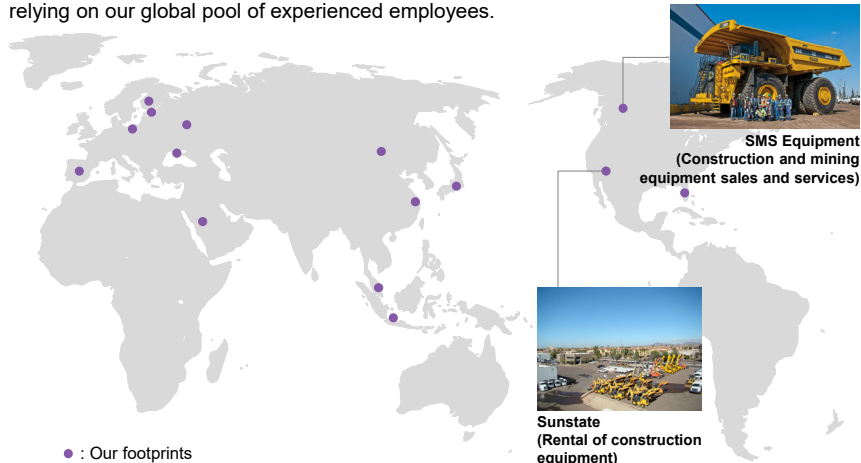 relying on our global pool of experienced employees.
SMS Equipment
(Construction and mining
equipment sales and services)
Sunstate
(Rental of construction
equipment)
: Our footprints